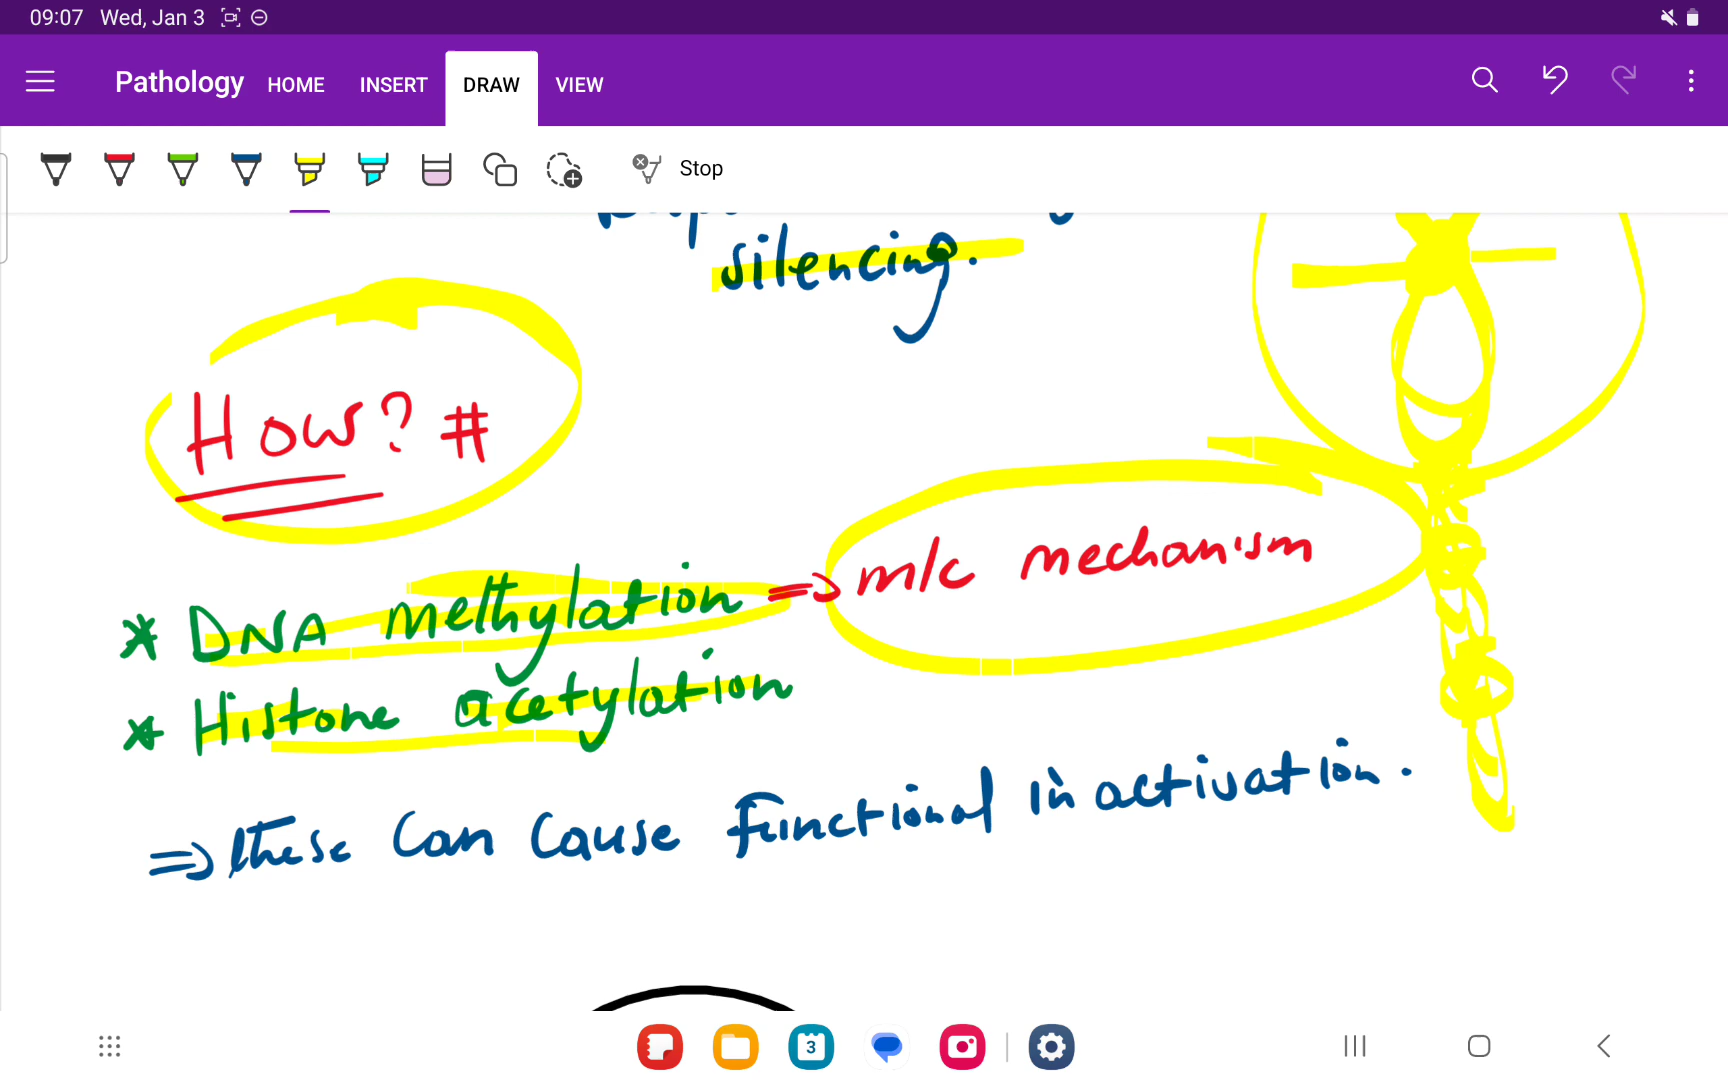 09:07 Wed, Jan 3
Pathology HOME INSERT DRAW VIEW
Stop
silencing.
How? #
* DNA methylation ⇒ m/c mechanism
* Histone acetylation
⇒ these can cause functional inactivation.
3